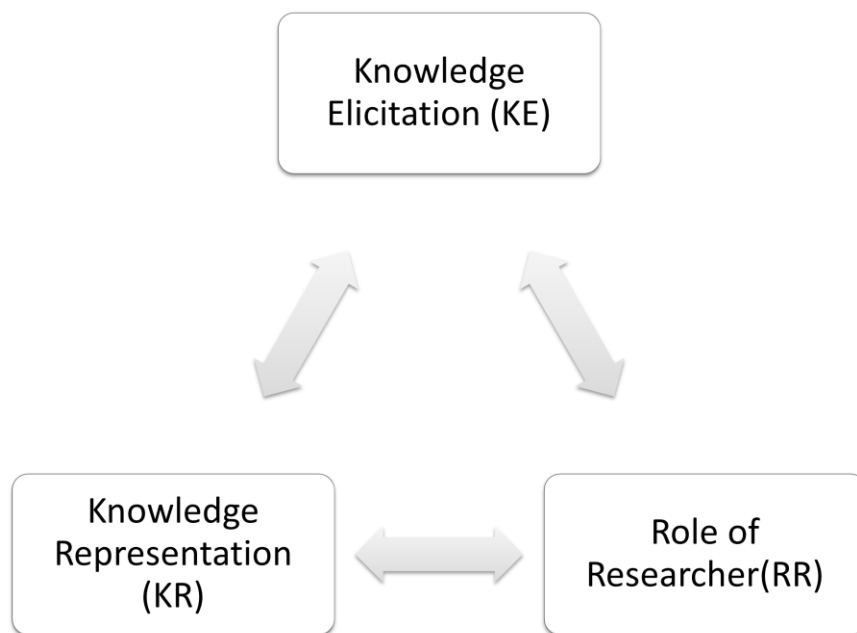 Knowledge
Elicitation (KE)
Knowledge
Representation
(KR)
Role of
Researcher(RR)